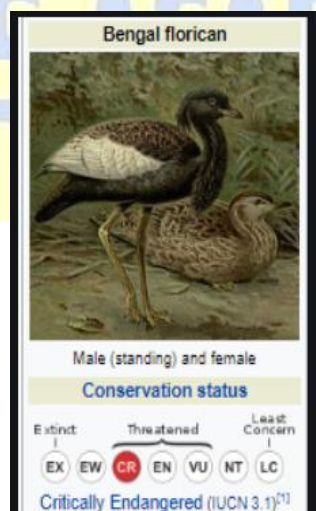 Bengal florican
Male (standing) and female
Conservation status
Extinct Threatened Least Concern
EX EW CR EN VU NT LC
Critically Endangered (IUCN 3.1)[1]